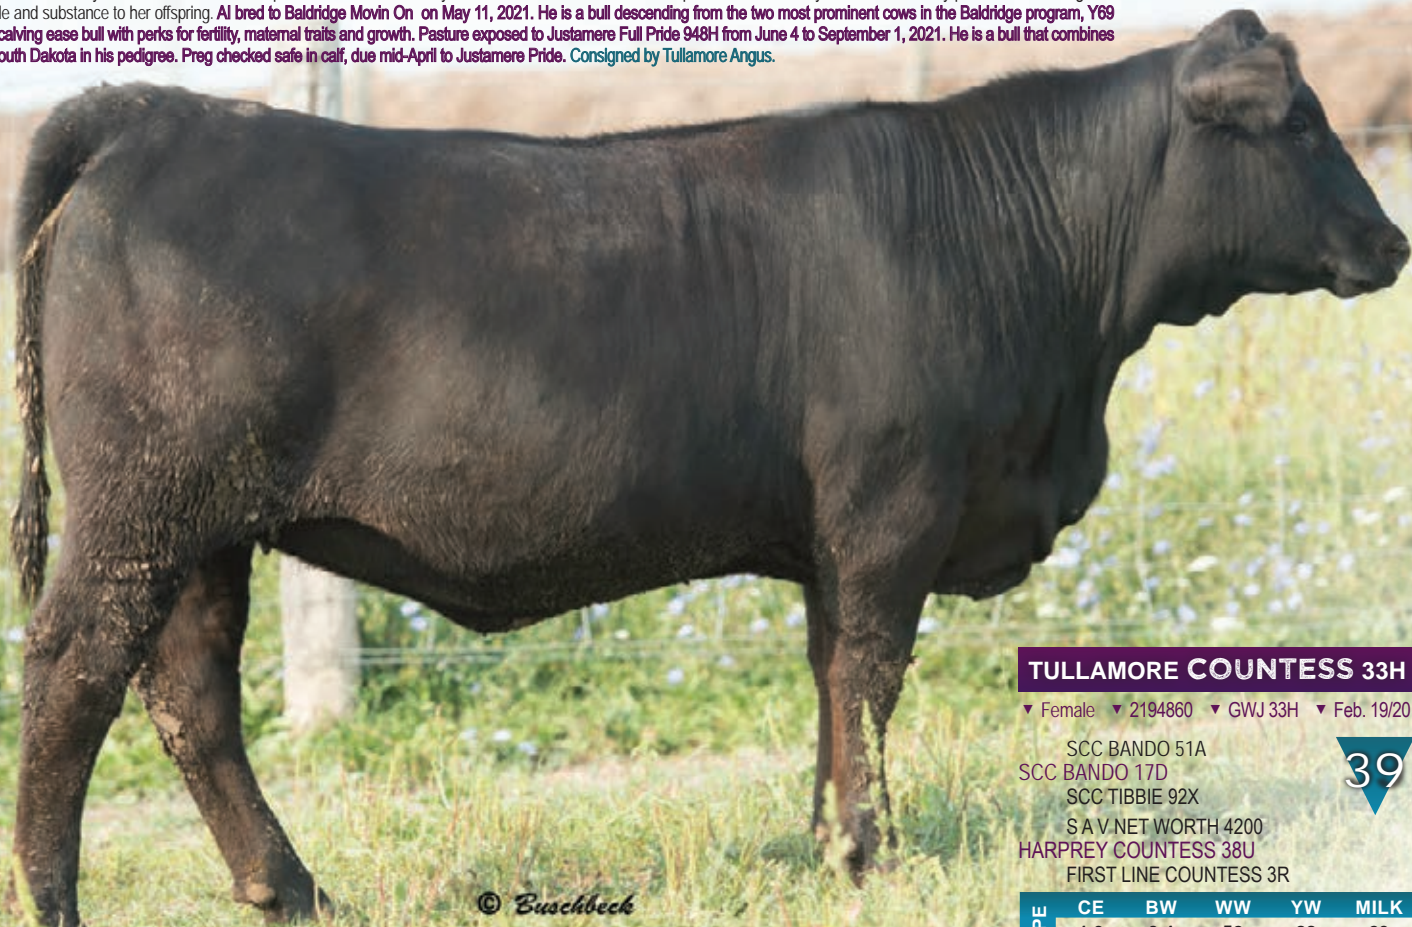 le and substance to her offspring. AI bred to Baldridge Movin On on May 11, 2021. He is a bull descending from the two most prominent cows in the Baldridge program, Y69
calving ease bull with perks for fertility, maternal traits and growth. Pasture exposed to Justamere Full Pride 948H from June 4 to September 1, 2021. He is a bull that combines
outh Dakota in his pedigree. Preg checked safe in calf, due mid-April to Justamere Pride. Consigned by Tullamore Angus.
TULLAMORE COUNTESS 33H
▼ Female ▼ 2194860 ▼ GWJ 33H ▼ Feb. 19/20
SCC BANDO 51A
SCC BANDO 17D
39
SCC TIBBIE 92X
S A V NET WORTH 4200
HARPREY COUNTESS 38U
FIRST LINE COUNTESS 3R
CE BW WW YW MILK
© Buschbeck